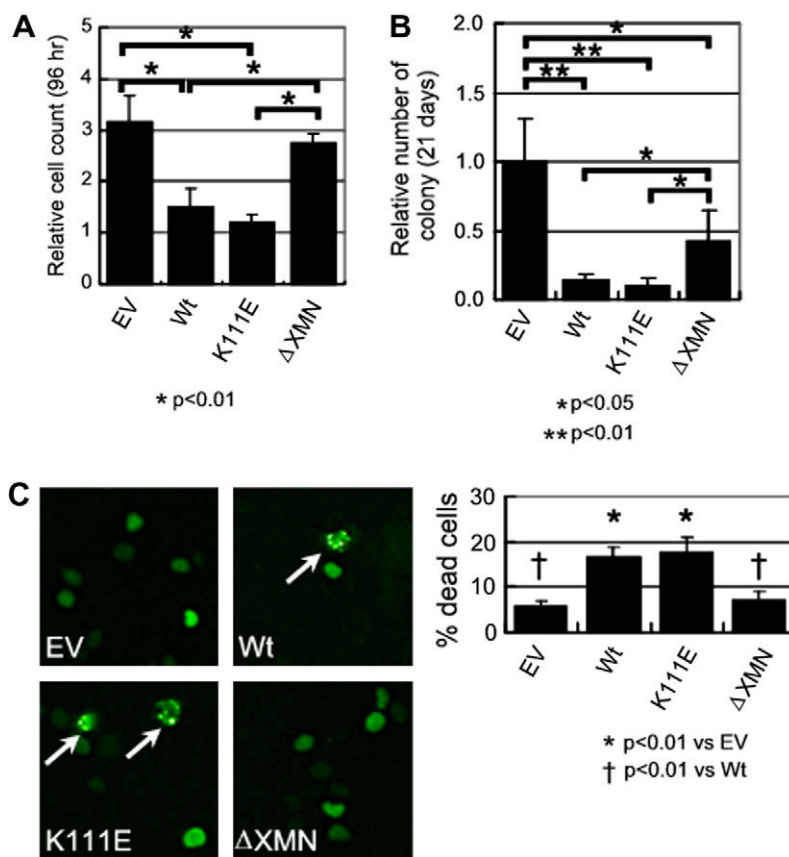 A
Relative cell count (96 hr)
5
4
3
2
1
0
*
*
*
*
EV
Wt
K111E
ΔXMN
* p<0.01
B
Relative number of
colony (21 days)
2.0
1.5
1.0
0.5
0.0
*
**
**
*
*
EV
Wt
K111E
ΔXMN
*p<0.05
**p<0.01
C
EV
Wt
K111E
ΔXMN
% dead cells
30
20
10
0
†
*
*
†
EV
Wt
K111E
ΔXMN
* p<0.01 vs EV
† p<0.01 vs Wt